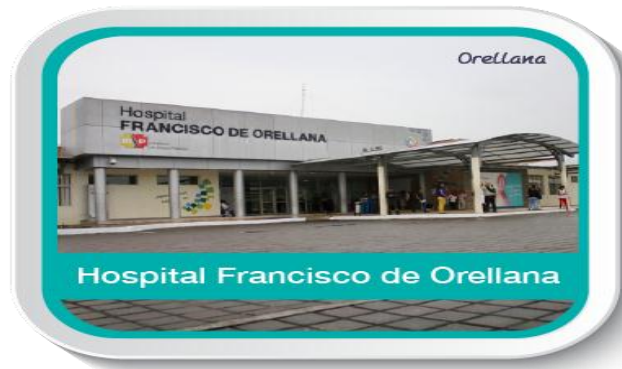 Orellana
Hospital
FRANCISCO DE ORELLANA
Hospital Francisco de Orellana